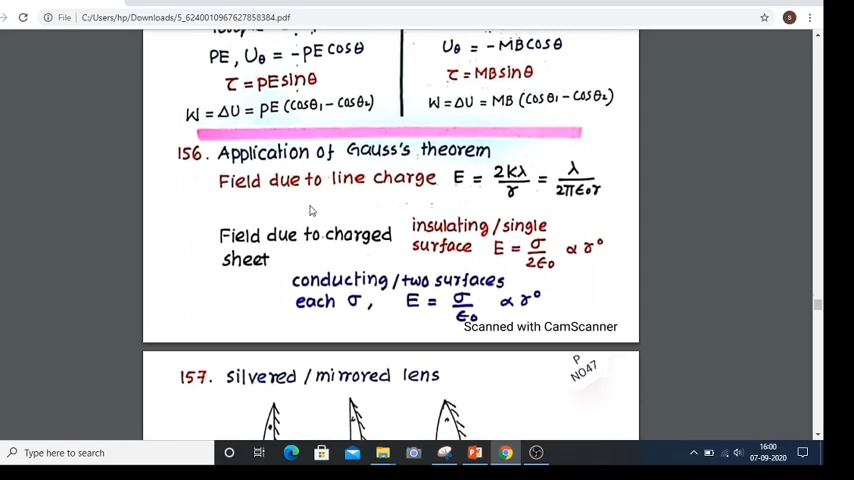 File C:/Users/hp/Downloads/5_6240010967627858384.pdf
PE, Uθ = -PE cosθ
τ = PE sinθ
W = ΔU = PE (cosθ1 - cosθ2)
Uθ = -MB cosθ
τ = MB sinθ
W = ΔU = MB (cosθ1 - cosθ2)
156. Application of Gauss's theorem
Field due to line charge E = 2Kλ/r = λ/2πε0r
Field due to charged sheet
insulating/single surface E = σ/2ε0 ∝ r°
conducting/two surfaces each σ, E = σ/ε0 ∝ r°
Scanned with CamScanner
157. silvered/mirrored lens
P
NO47
Type here to search
16:00
07-09-2020